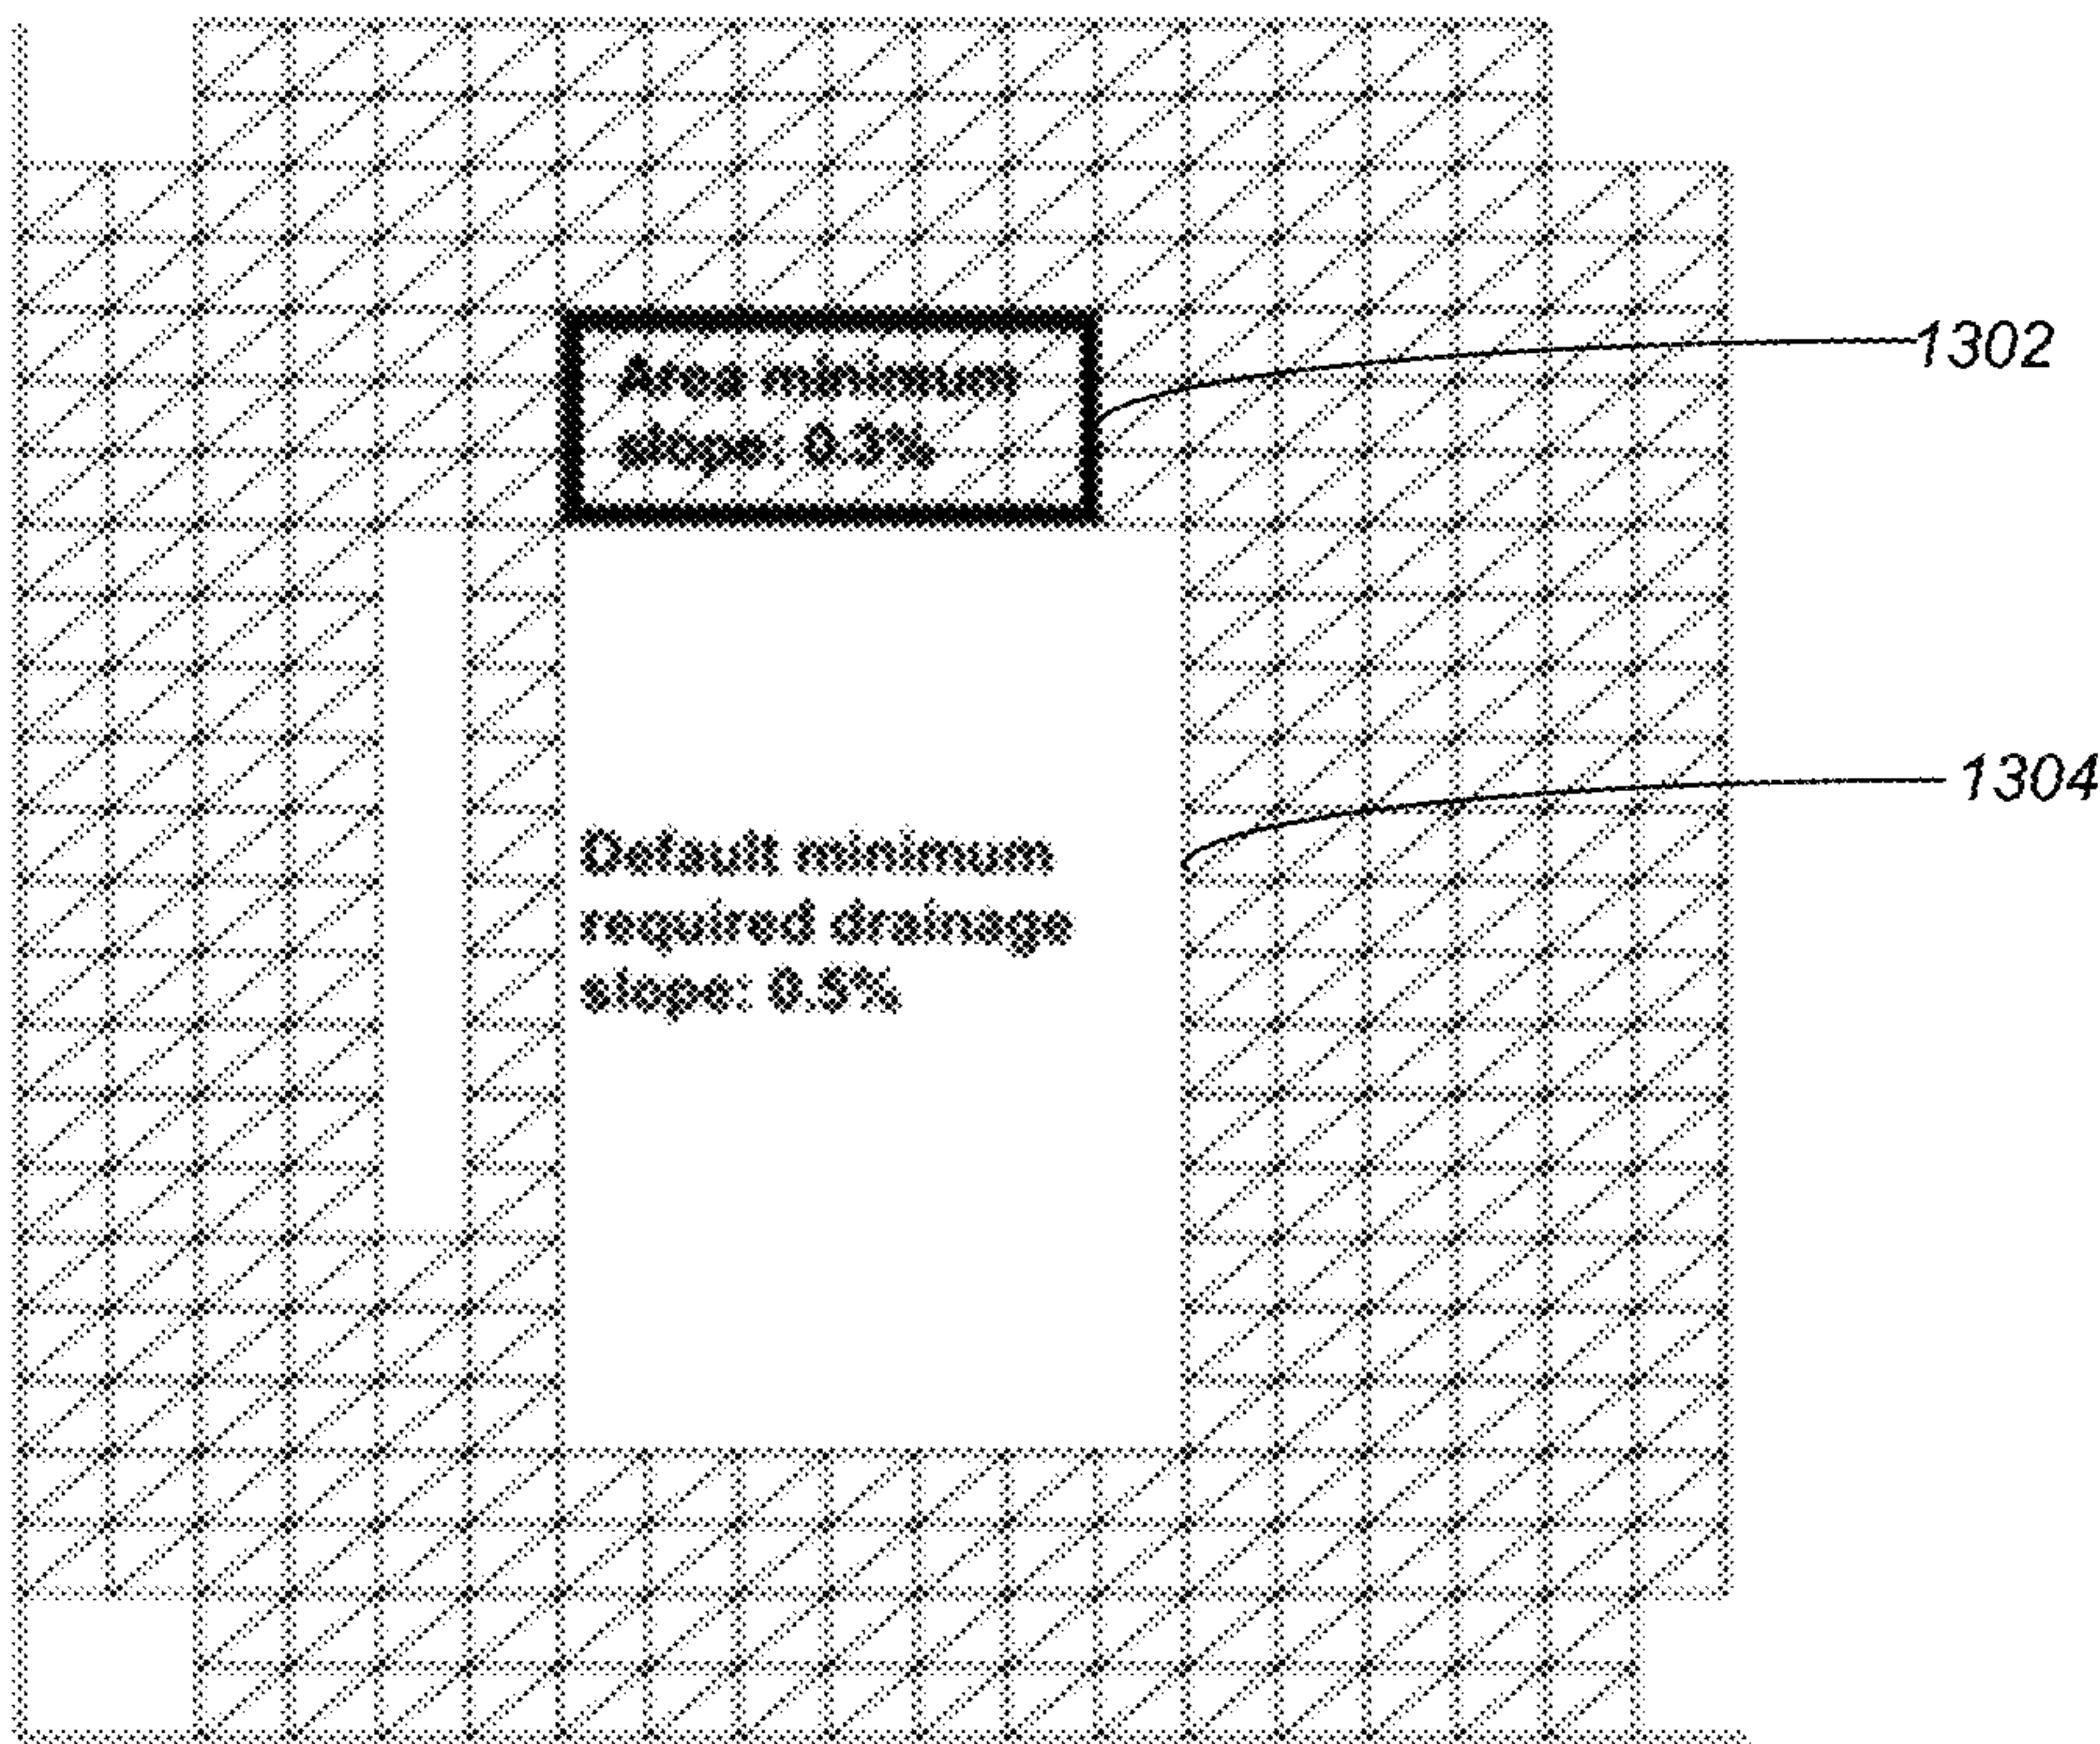 Area minimum
slope: 0.3%
1302
1304
Default minimum
required drainage
slope: 0.5%